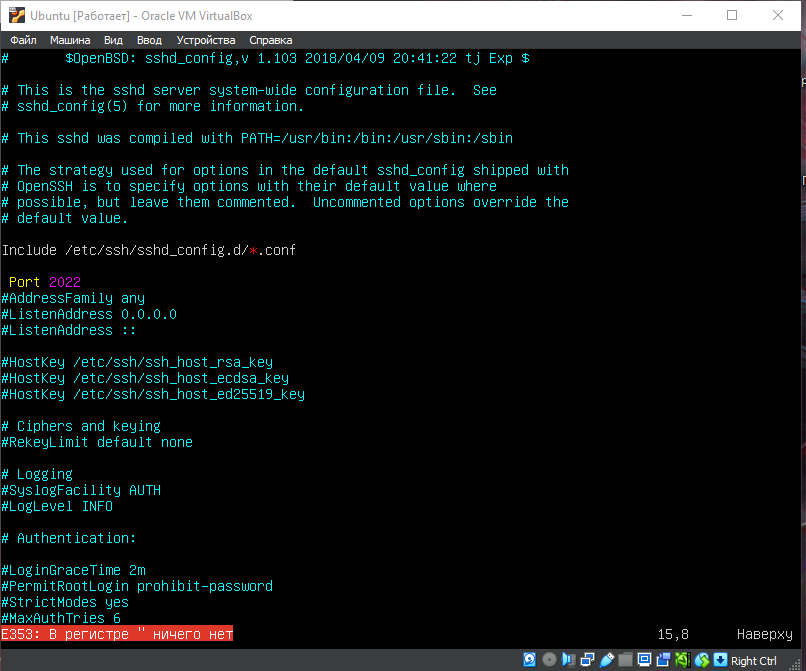 Ubuntu [Работает] - Oracle VM VirtualBox
Файл Машина Вид Ввод Устройства Справка
#       $OpenBSD: sshd_config,v 1.103 2018/04/09 20:41:22 tj Exp $
# This is the sshd server system-wide configuration file.  See
# sshd_config(5) for more information.
# This sshd was compiled with PATH=/usr/bin:/bin:/usr/sbin:/sbin
# The strategy used for options in the default sshd_config shipped with
# OpenSSH is to specify options with their default value where
# possible, but leave them commented.  Uncommented options override the
# default value.
Include /etc/ssh/sshd_config.d/*.conf
Port 2022
#AddressFamily any
#ListenAddress 0.0.0.0
#ListenAddress ::
#HostKey /etc/ssh/ssh_host_rsa_key
#HostKey /etc/ssh/ssh_host_ecdsa_key
#HostKey /etc/ssh/ssh_host_ed25519_key
# Ciphers and keying
#RekeyLimit default none
# Logging
#SyslogFacility AUTH
#LogLevel INFO
# Authentication:
#LoginGraceTime 2m
#PermitRootLogin prohibit-password
#StrictModes yes
#MaxAuthTries 6
E353: В регистре " ничего нет 15,8 Наверху
Right Ctrl